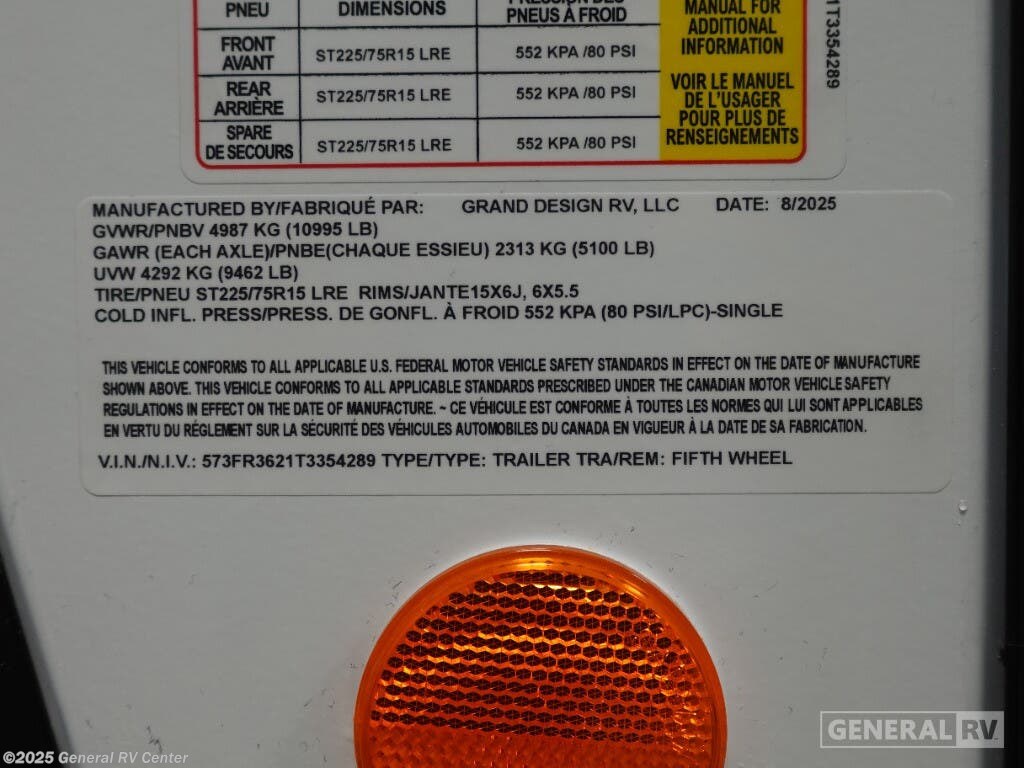 PNEU DIMENSIONS PRESSION DES
PNEUS À FROID
FRONT
AVANT ST225/75R15 LRE 552 KPA /80 PSI
REAR
ARRIÈRE ST225/75R15 LRE 552 KPA /80 PSI
SPARE
DE SECOURS ST225/75R15 LRE 552 KPA /80 PSI
MANUAL FOR
ADDITIONAL
INFORMATION
VOIR LE MANUEL
DE L'USAGER
POUR PLUS DE
RENSEIGNEMENTS
1T3354289
MANUFACTURED BY/FABRIQUÉ PAR: GRAND DESIGN RV, LLC DATE: 8/2025
GVWR/PNBV 4987 KG (10995 LB)
GAWR (EACH AXLE)/PNBE(CHAQUE ESSIEU) 2313 KG (5100 LB)
UVW 4292 KG (9462 LB)
TIRE/PNEU ST225/75R15 LRE RIMS/JANTE15X6J, 6X5.5
COLD INFL. PRESS/PRESS. DE GONFL. À FROID 552 KPA (80 PSI/LPC)-SINGLE
THIS VEHICLE CONFORMS TO ALL APPLICABLE U.S. FEDERAL MOTOR VEHICLE SAFETY STANDARDS IN EFFECT ON THE DATE OF MANUFACTURE
SHOWN ABOVE. THIS VEHICLE CONFORMS TO ALL APPLICABLE STANDARDS PRESCRIBED UNDER THE CANADIAN MOTOR VEHICLE SAFETY
REGULATIONS IN EFFECT ON THE DATE OF MANUFACTURE. ~ CE VÉHICULE EST CONFORME À TOUTES LES NORMES QUI LUI SONT APPLICABLES
EN VERTU DU RÉGLEMENT SUR LA SÉCURITÉ DES VÉHICULES AUTOMOBILES DU CANADA EN VIGUEUR À LA DATE DE SA FABRICATION.
V.I.N./N.I.V.: 573FR3621T3354289 TYPE/TYPE: TRAILER TRA/REM: FIFTH WHEEL
GENERAL RV
©2025 General RV Center